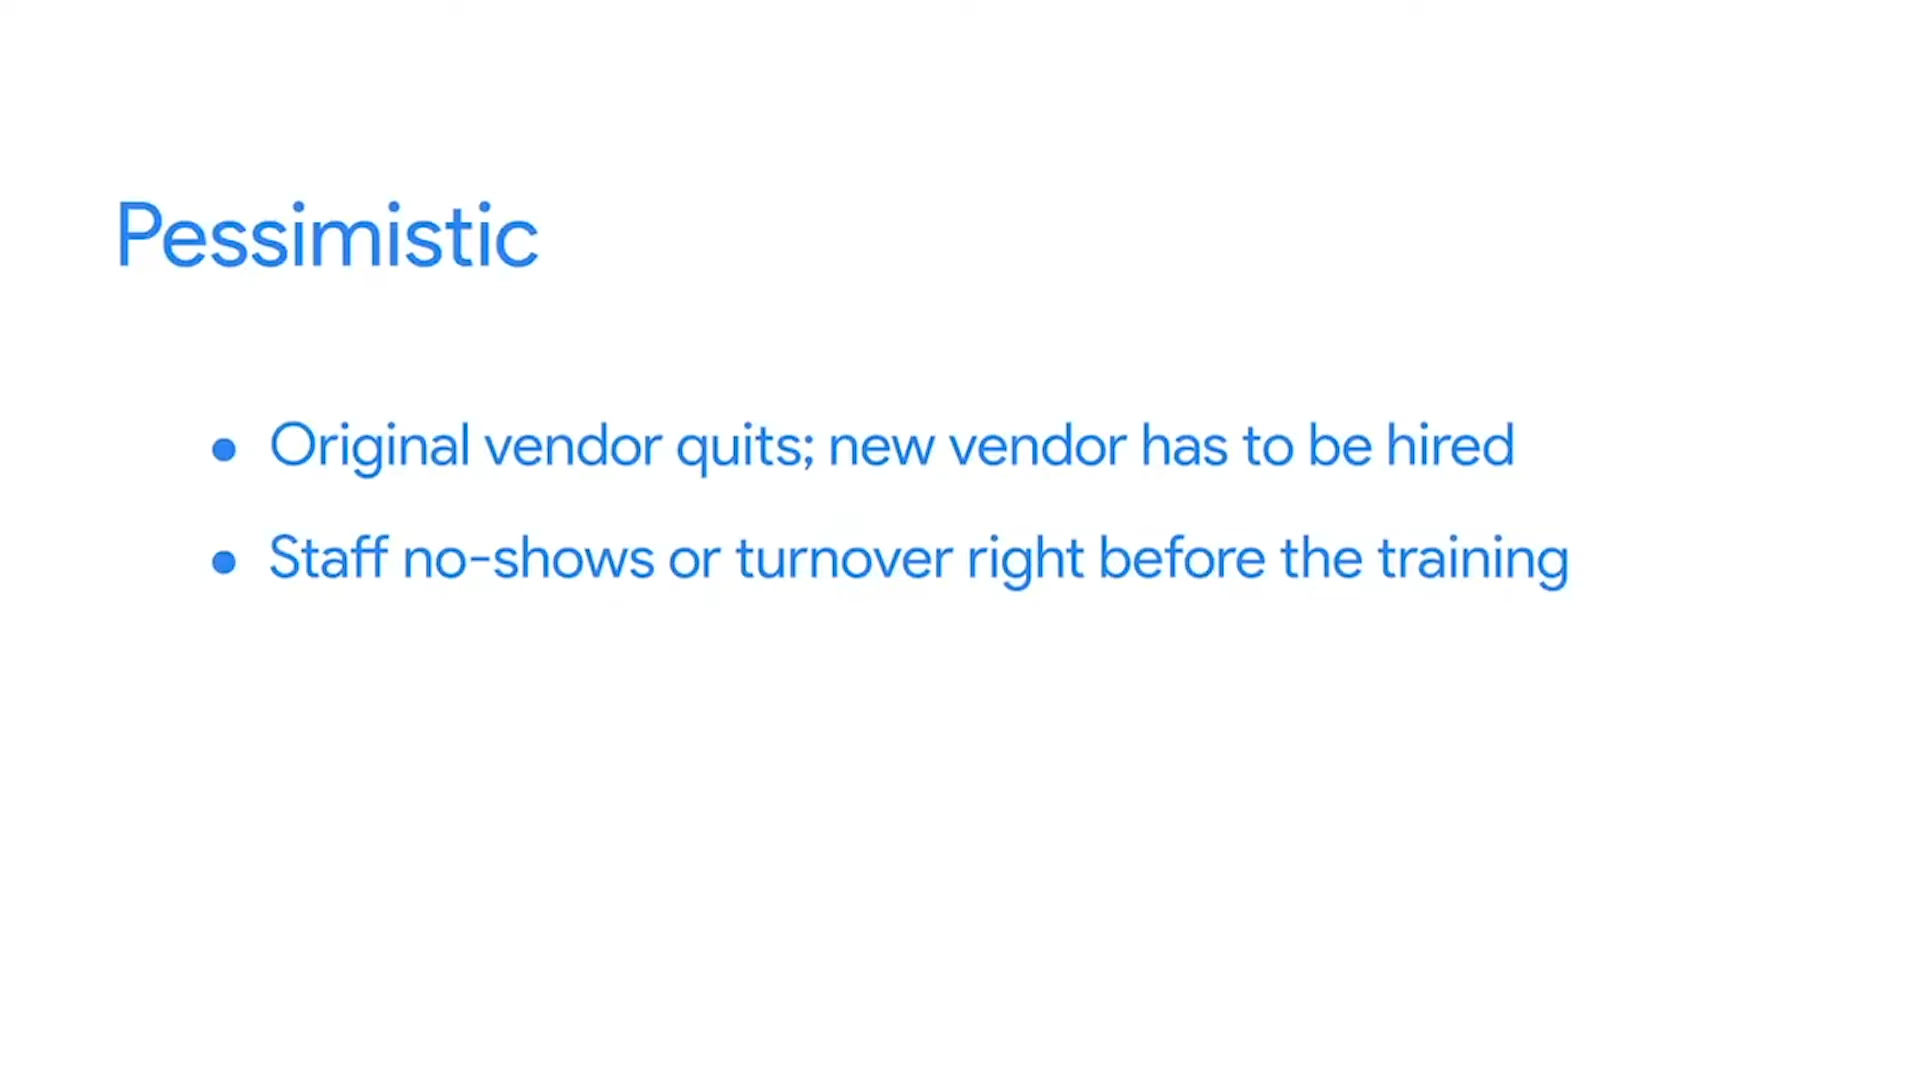 Pessimistic
● Original vendor quits; new vendor has to be hired
● Staff no-shows or turnover right before the training